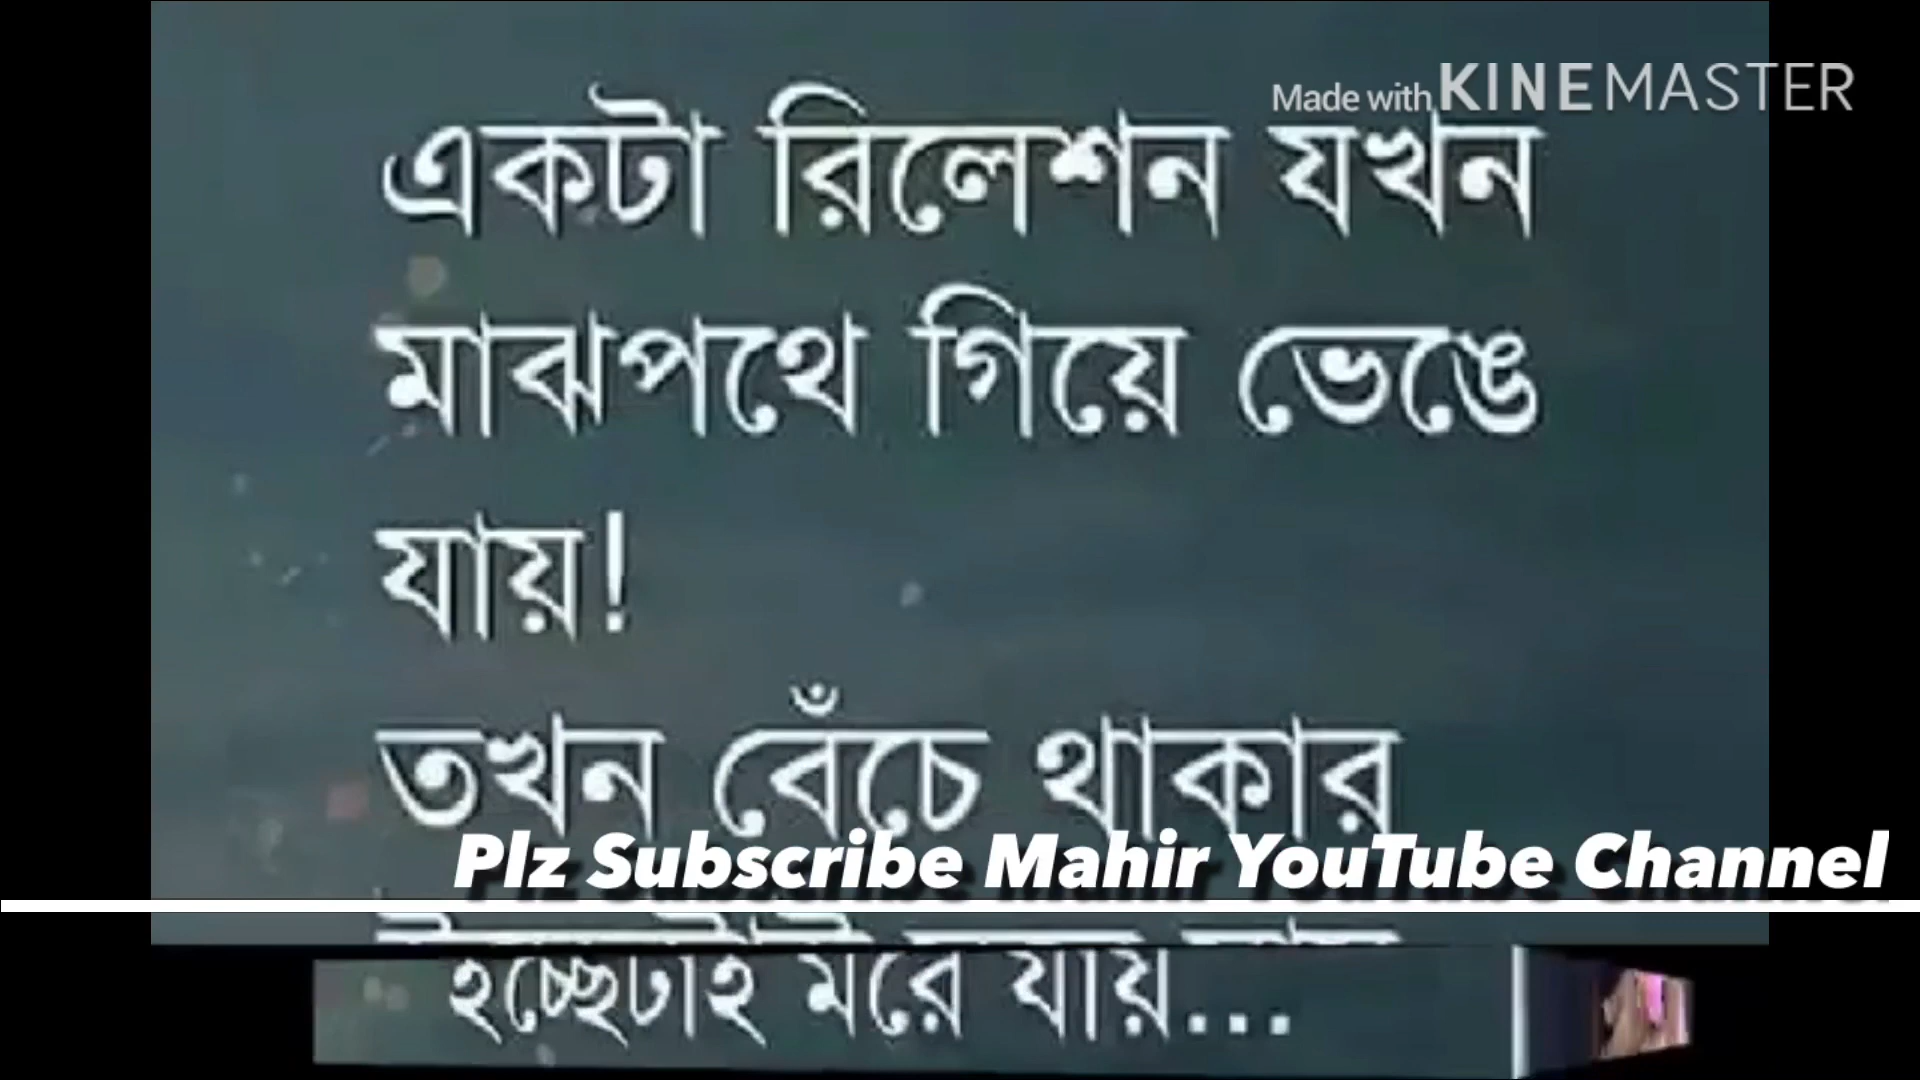 Made with KINEMASTER
একটা রিলেশন যখন
মাঝপথে গিয়ে ভেঙে
যায়!
তখন বেঁচে থাকার
Plz Subscribe Mahir YouTube Channel
ইচ্ছেটাই মরে যায়...